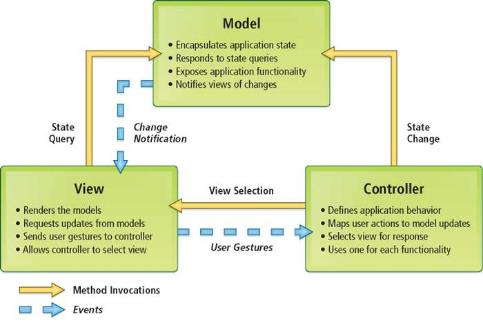 Model
• Encapsulates application state
• Responds to state queries
• Exposes application functionality
• Notifies views of changes
State
Query
Change
Notification
State
Change
View
• Renders the models
• Requests updates from models
• Sends user gestures to controller
• Allows controller to select view
View Selection
User Gestures
Controller
• Defines application behavior
• Maps user actions to model updates
• Selects view for response
• Uses one for each functionality
Method Invocations
Events